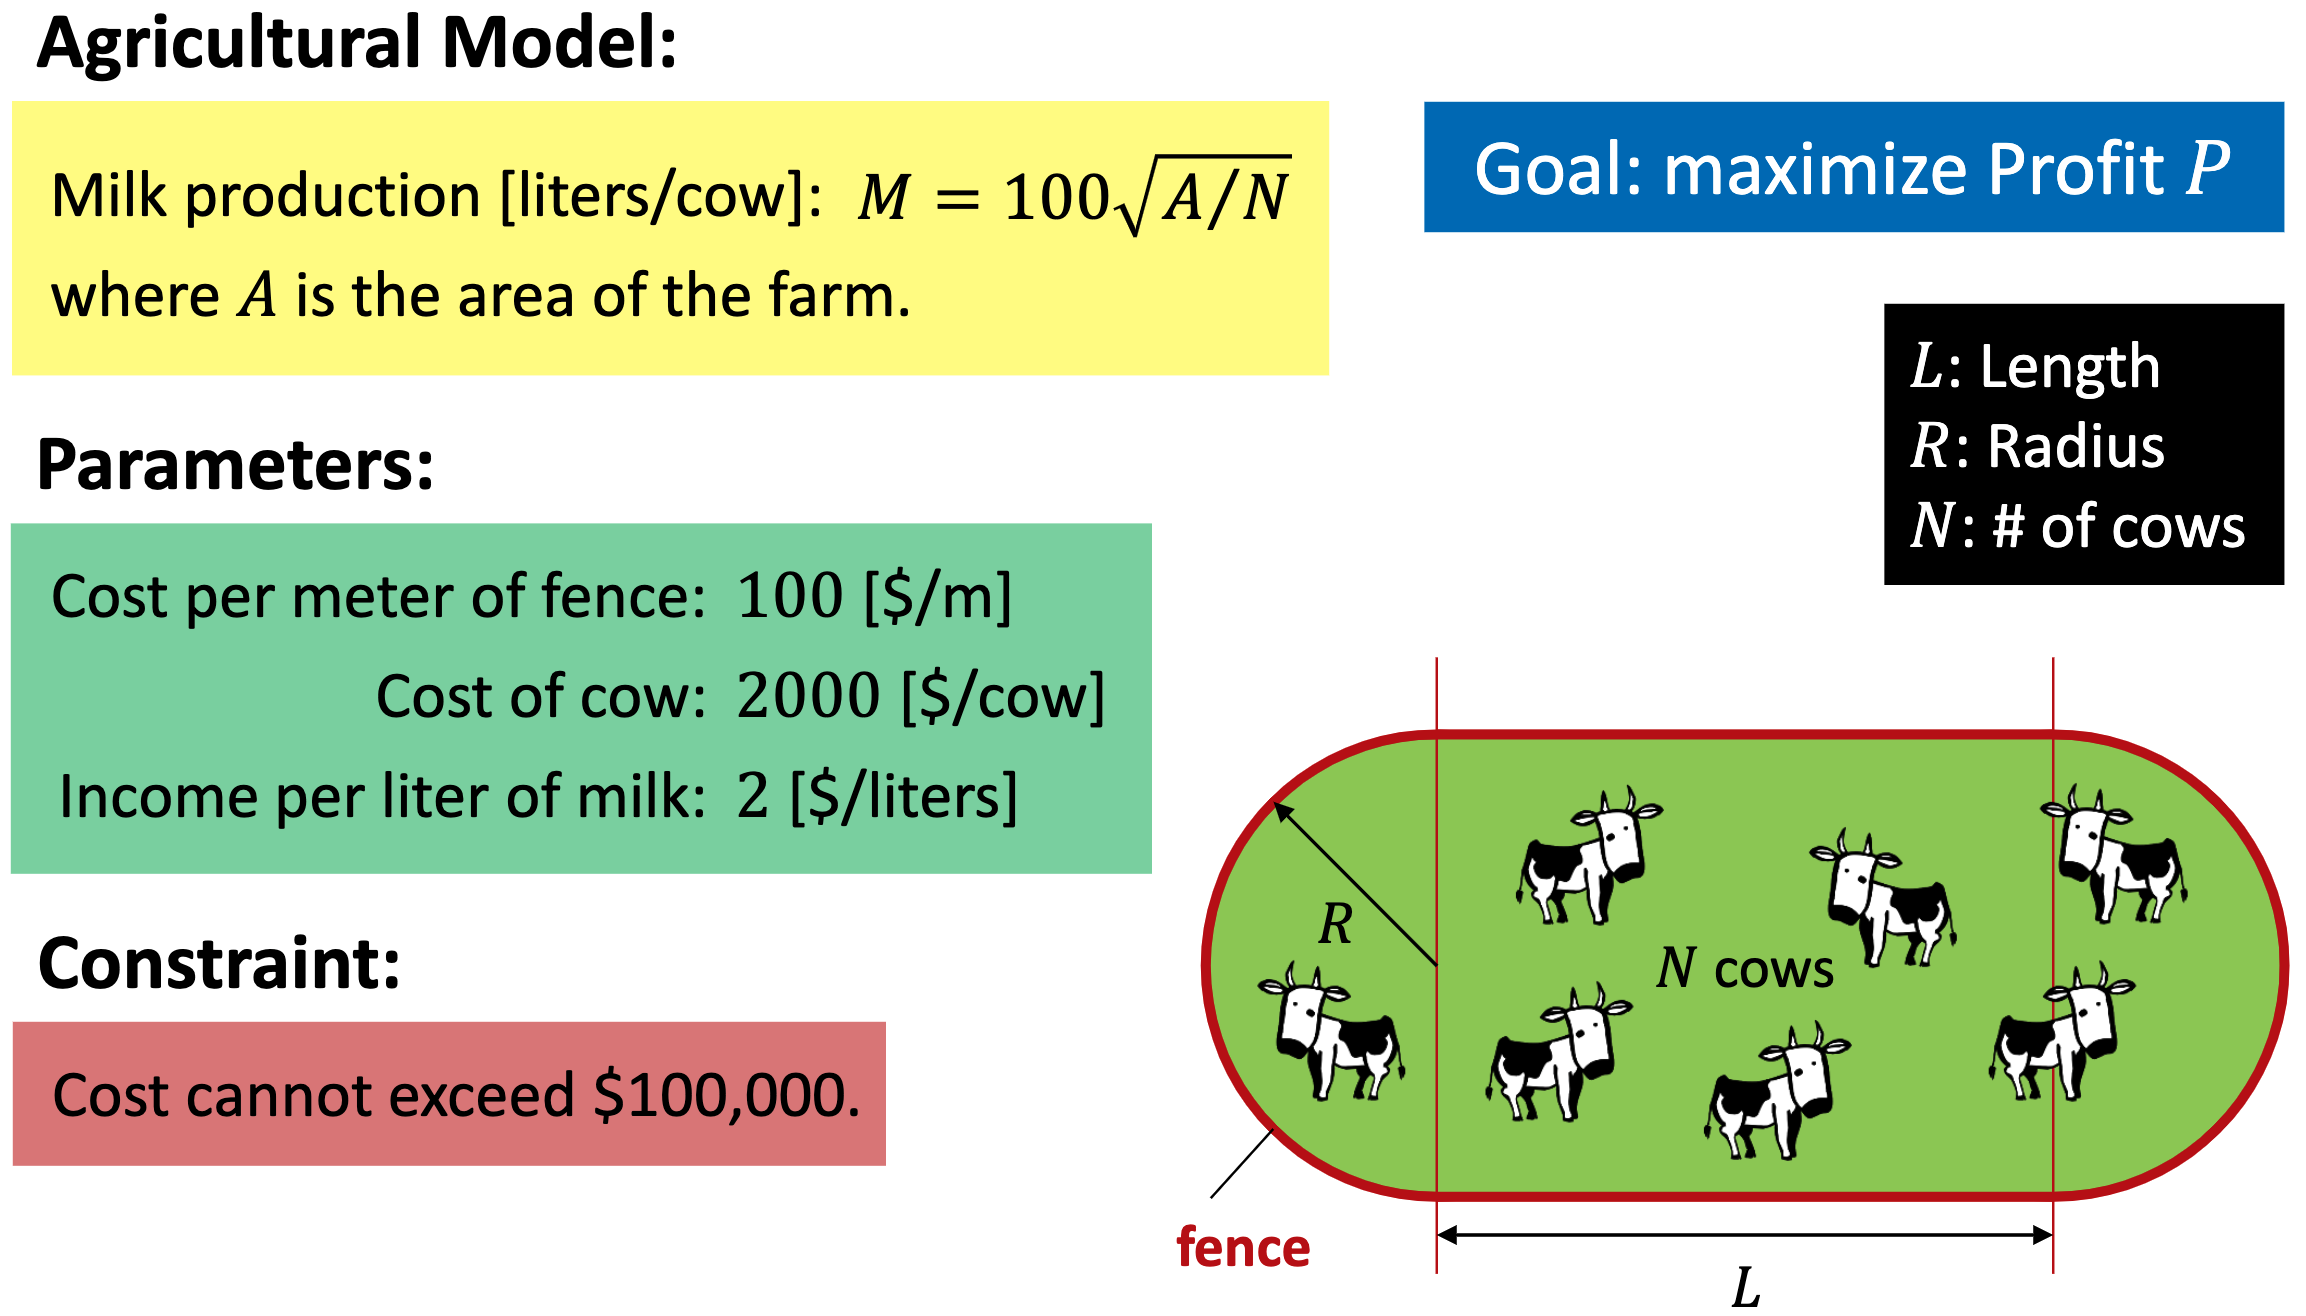 Agricultural Model:
Milk production [liters/cow]: M = 100√A/N
where A is the area of the farm.
Goal: maximize Profit P
L: Length
R: Radius
N: # of cows
Parameters:
Cost per meter of fence: 100 [$/m]
Cost of cow: 2000 [$/cow]
Income per liter of milk: 2 [$/liters]
Constraint:
Cost cannot exceed $100,000.
R
N cows
fence
L